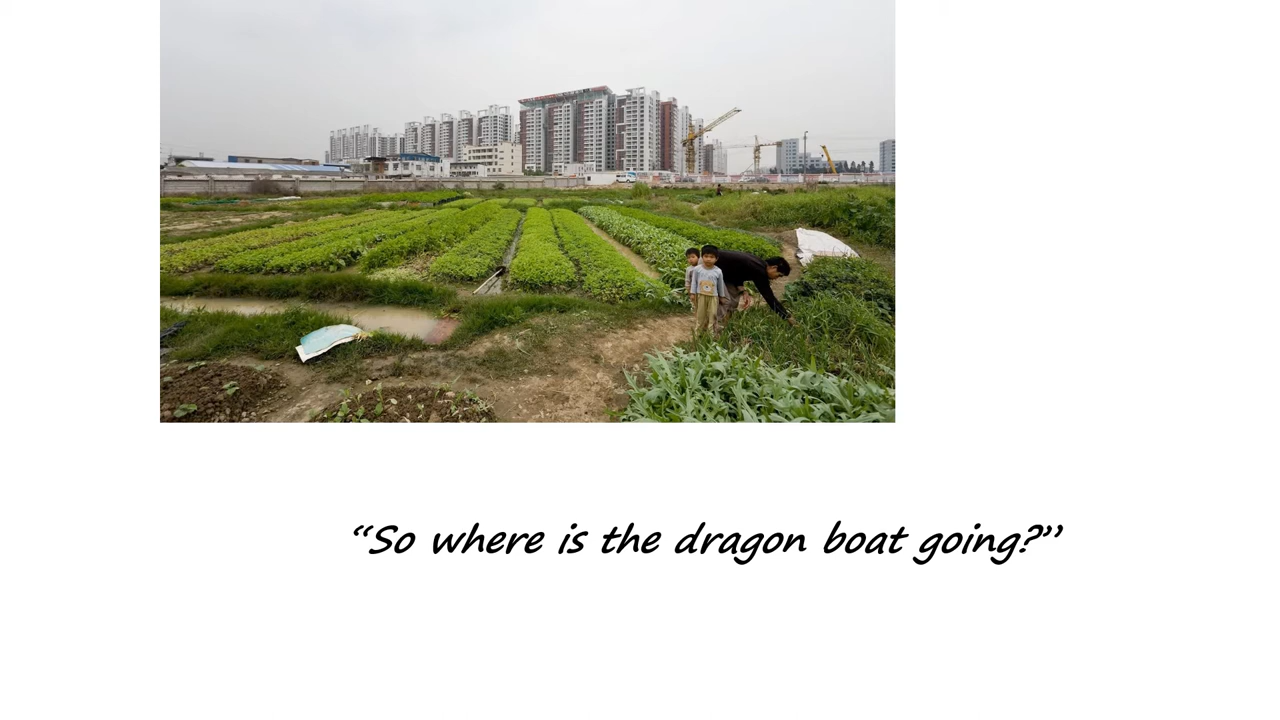 “So where is the dragon boat going?”